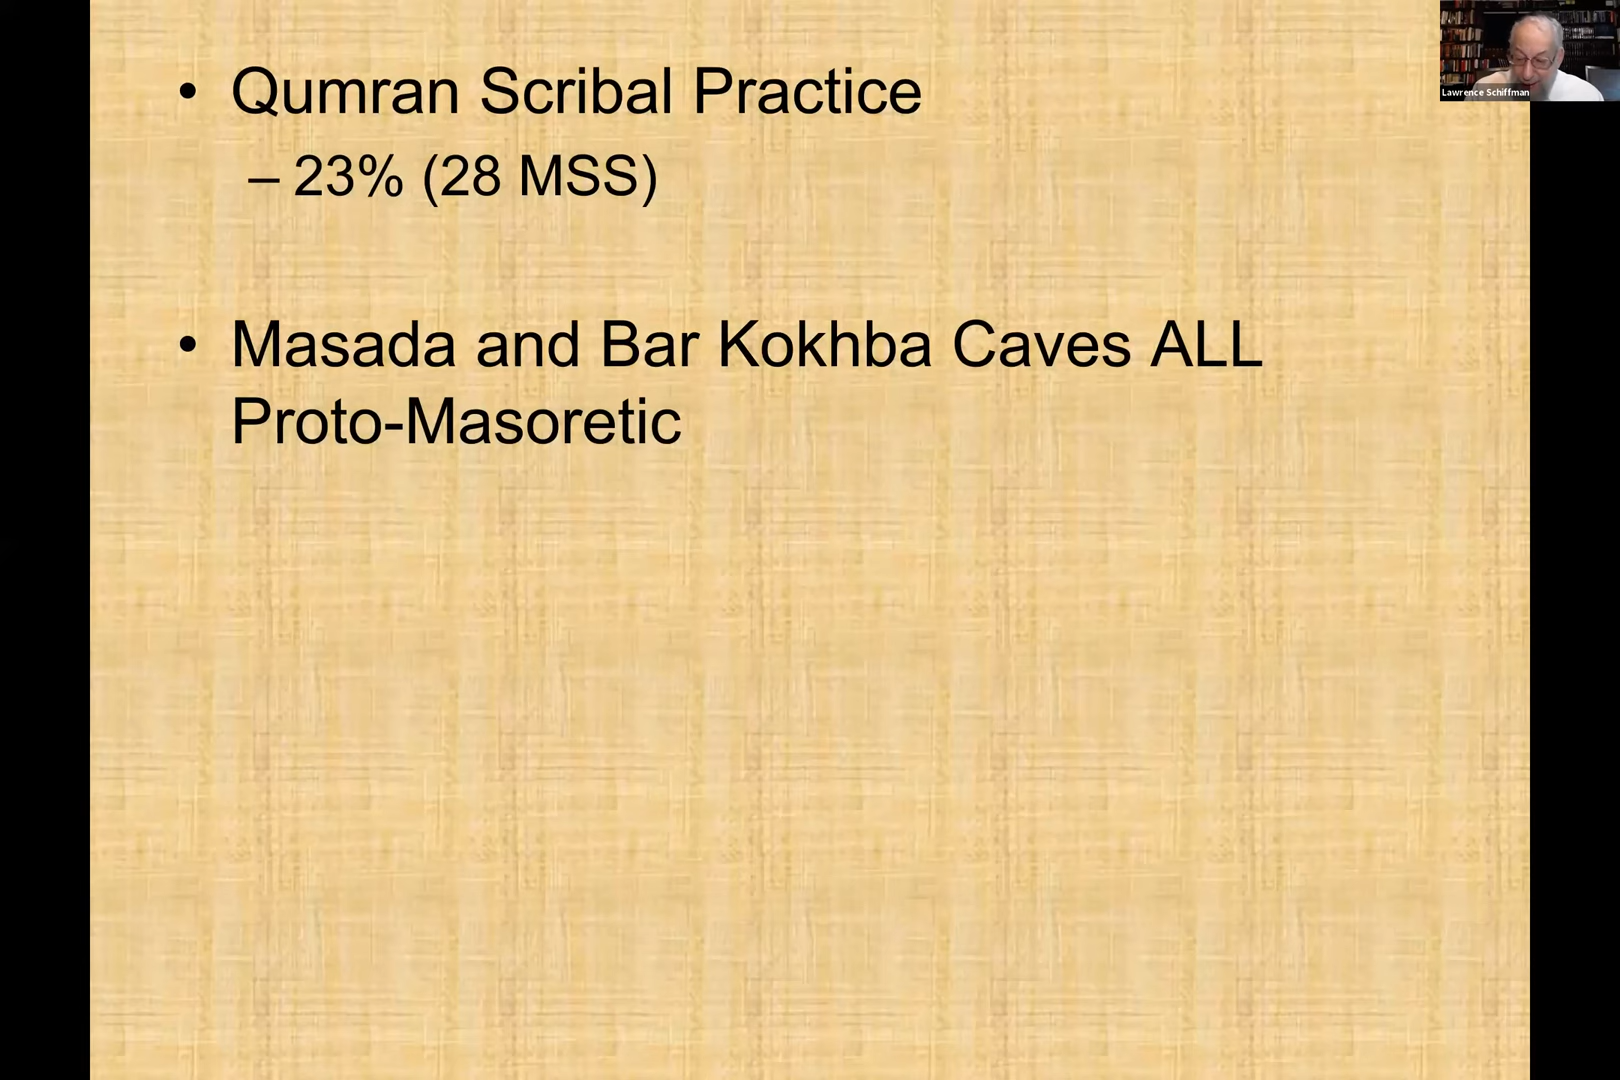 • Qumran Scribal Practice
– 23% (28 MSS)
• Masada and Bar Kokhba Caves ALL
Proto-Masoretic
Lawrence Schiffman